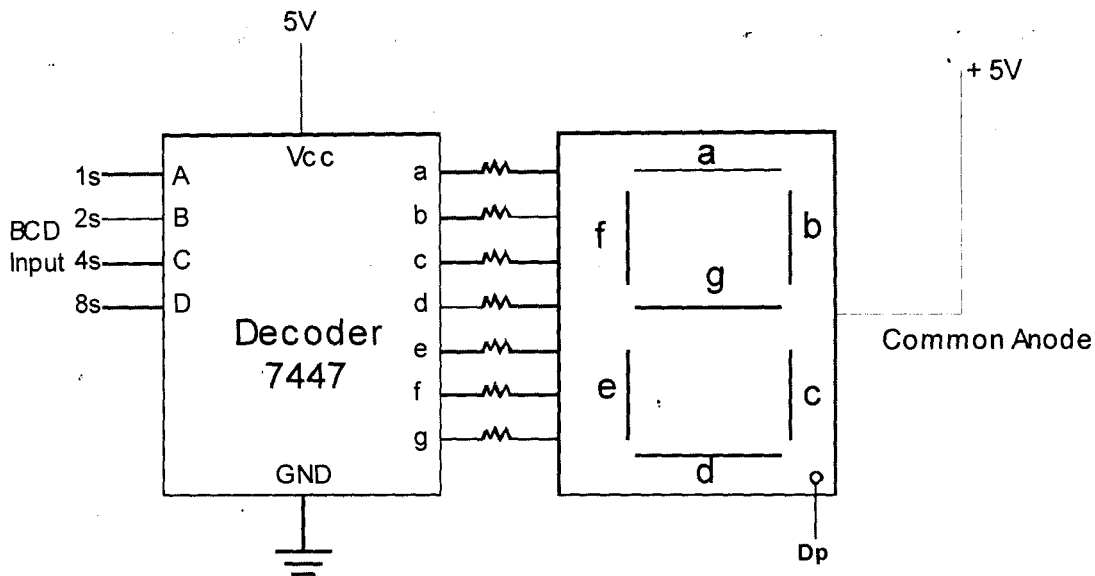 5V
+ 5V
Vcc
1s
A
2s
B
BCD
Input
4s
C
8s
D
Decoder
7447
GND
a
b
c
d
e
f
g
a
f
b
g
e
c
d
Dp
Common Anode